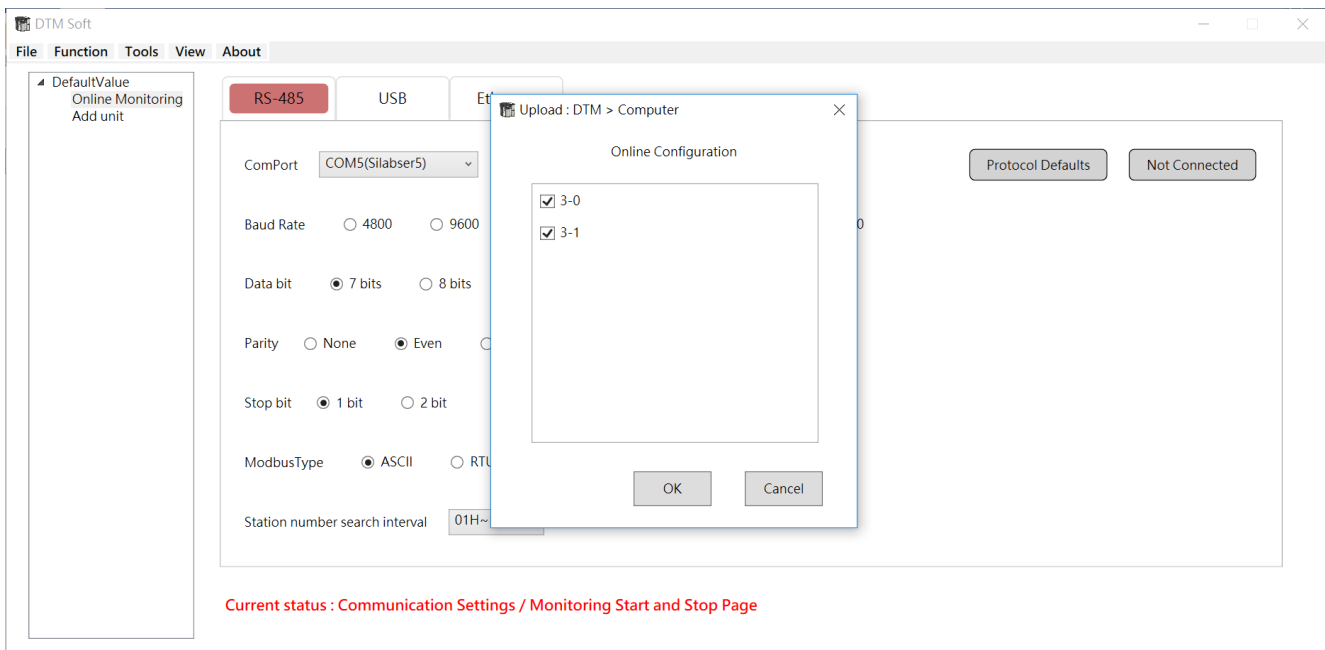 DTM Soft
File Function Tools View About
DefaultValue
Online Monitoring
Add unit
RS-485 USB
Upload : DTM > Computer
Online Configuration
3-0
3-1
OK Cancel
ComPort COM5(Silabser5)
Protocol Defaults Not Connected
Baud Rate 4800 9600
Data bit 7 bits 8 bits
Parity None Even
Stop bit 1 bit 2 bit
ModbusType ASCII
Station number search interval 01H~
Current status : Communication Settings / Monitoring Start and Stop Page